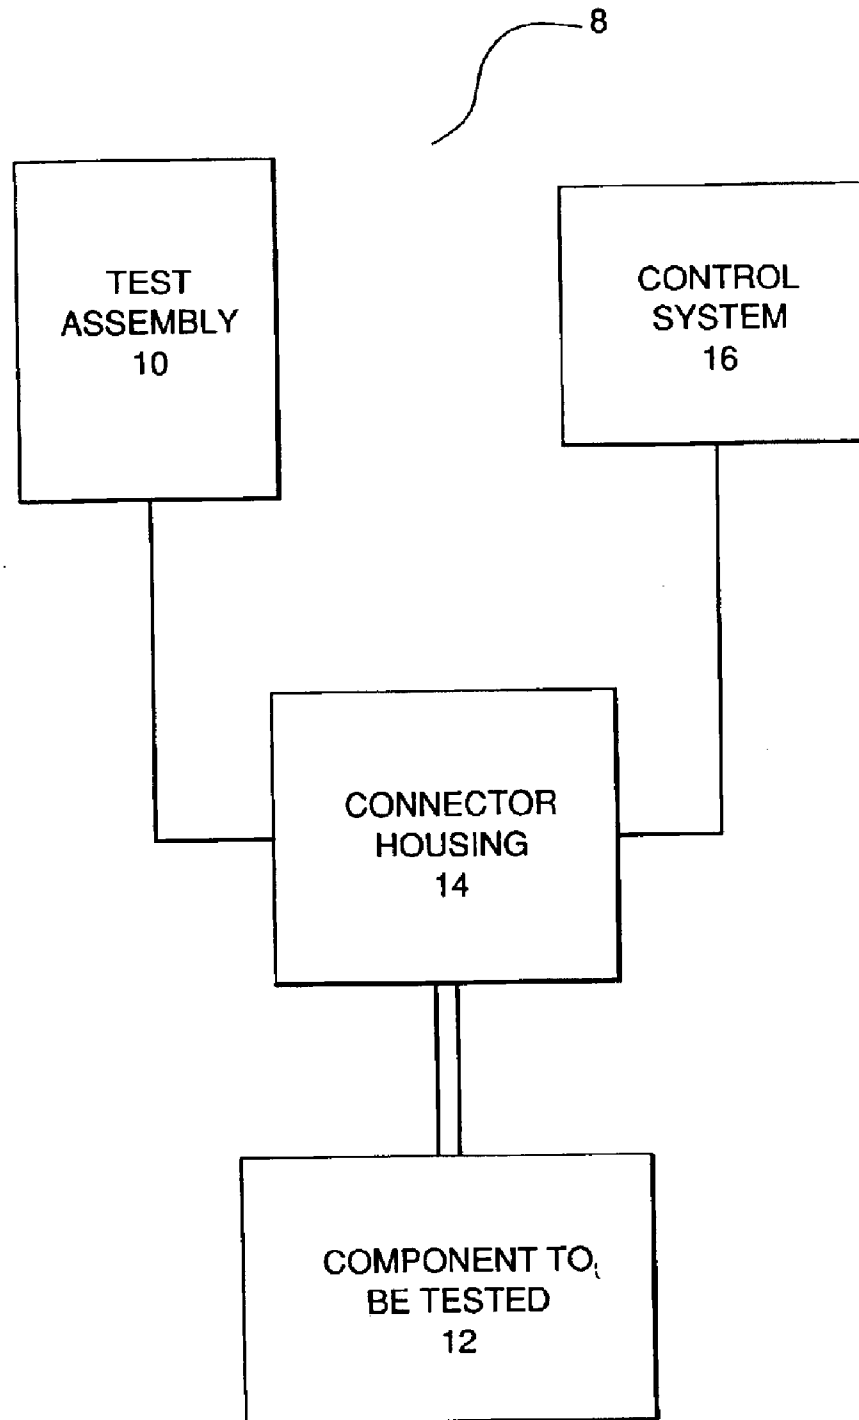 8
TEST
ASSEMBLY
10
CONTROL
SYSTEM
16
CONNECTOR
HOUSING
14
COMPONENT TO
BE TESTED
12